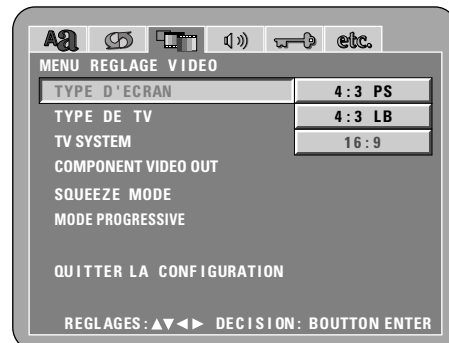 Aa etc.
MENU REGLAGE VIDEO
TYPE D'ECRAN 4:3 PS
TYPE DE TV 4:3 LB
TV SYSTEM 16:9
COMPONENT VIDEO OUT
SQUEEZE MODE
MODE PROGRESSIVE
QUITTER LA CONFIGURATION
REGLAGES:▲▼◄► DECISION: BOUTTON ENTER